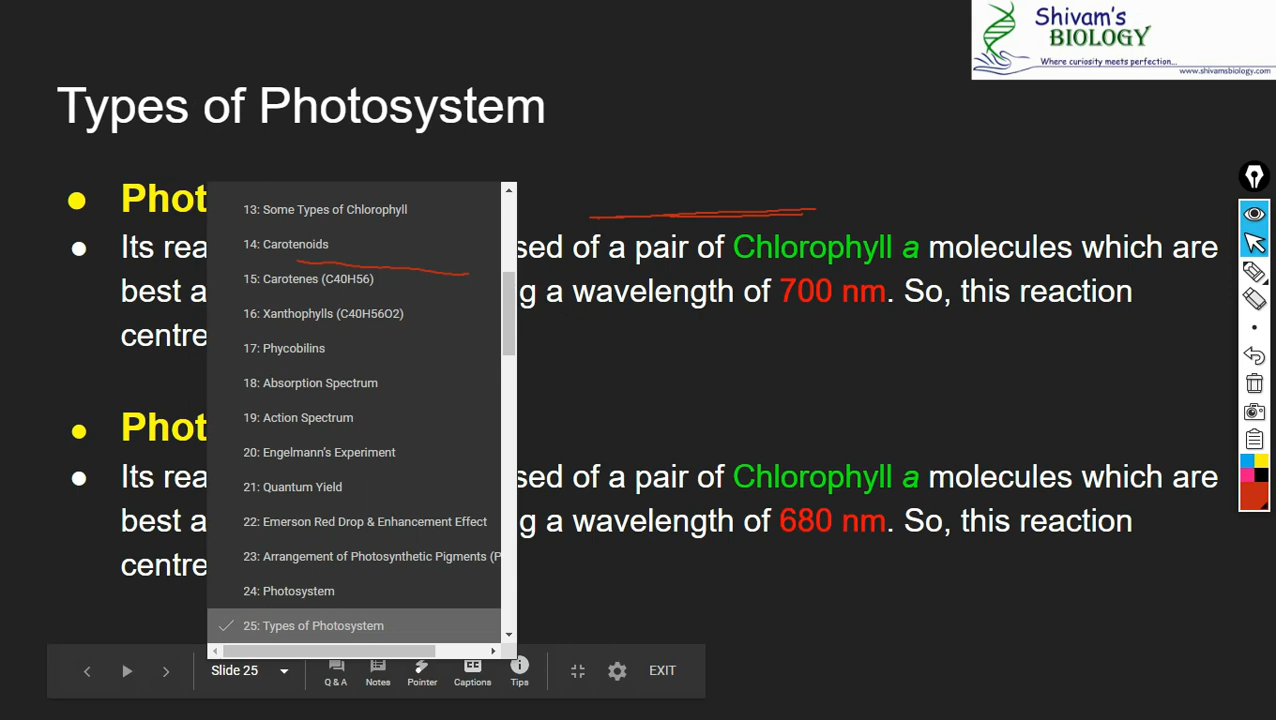 Shivam's
BIOLOGY
Where curiosity meets perfection...
www.shivamsbiology.com
Types of Photosystem
Phot
Its rea
sed of a pair of Chlorophyll a molecules which are
best a
g a wavelength of 700 nm. So, this reaction
centre
Phot
Its rea
sed of a pair of Chlorophyll a molecules which are
best a
g a wavelength of 680 nm. So, this reaction
centre
13: Some Types of Chlorophyll
14: Carotenoids
15: Carotenes (C40H56)
16: Xanthophylls (C40H56O2)
17: Phycobilins
18: Absorption Spectrum
19: Action Spectrum
20: Engelmann's Experiment
21: Quantum Yield
22: Emerson Red Drop & Enhancement Effect
23: Arrangement of Photosynthetic Pigments (P
24: Photosystem
25: Types of Photosystem
Slide 25
Q & A
Notes
Pointer
CC
Captions
Tips
EXIT